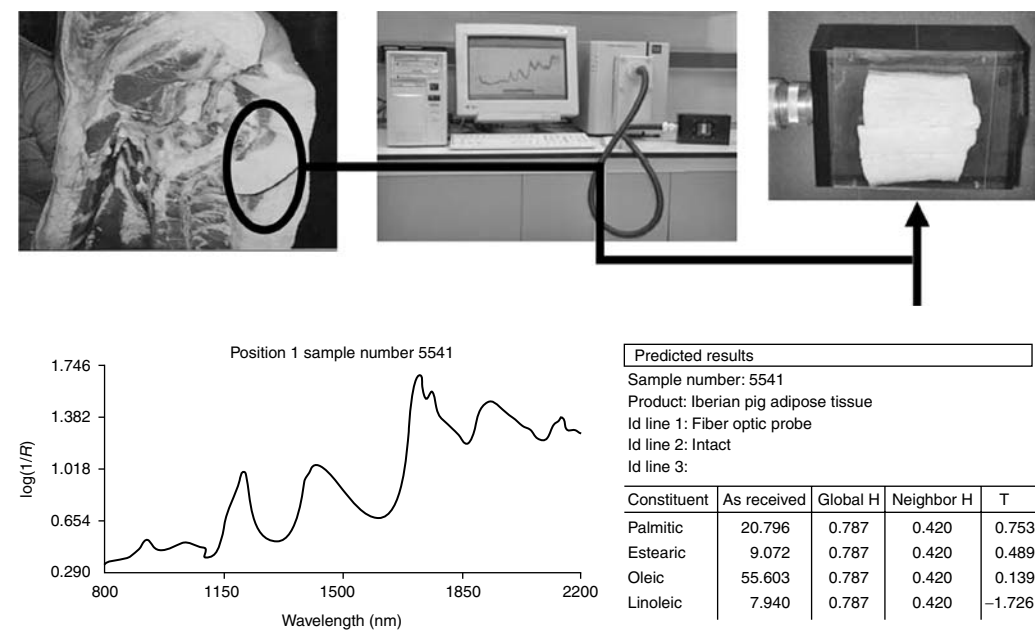 Position 1 sample number 5541
1.746
1.382
1.018
0.654
0.290
log(1/R)
800 1150 1500 1850 2200
Wavelength (nm)
Predicted results
Sample number: 5541
Product: Iberian pig adipose tissue
Id line 1: Fiber optic probe
Id line 2: Intact
Id line 3:
Constituent As received Global H Neighbor H T
Palmitic 20.796 0.787 0.420 0.753
Estearic 9.072 0.787 0.420 0.489
Oleic 55.603 0.787 0.420 0.139
Linoleic 7.940 0.787 0.420 −1.726